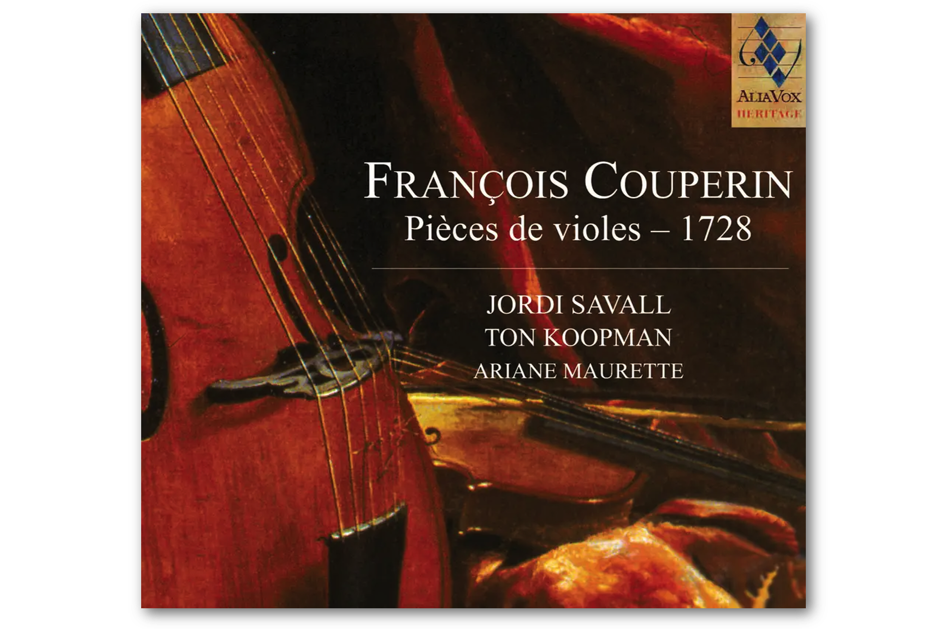 ALIAVOX
HERITAGE
FRANÇOIS COUPERIN
Pièces de violes – 1728
JORDI SAVALL
TON KOOPMAN
ARIANE MAURETTE